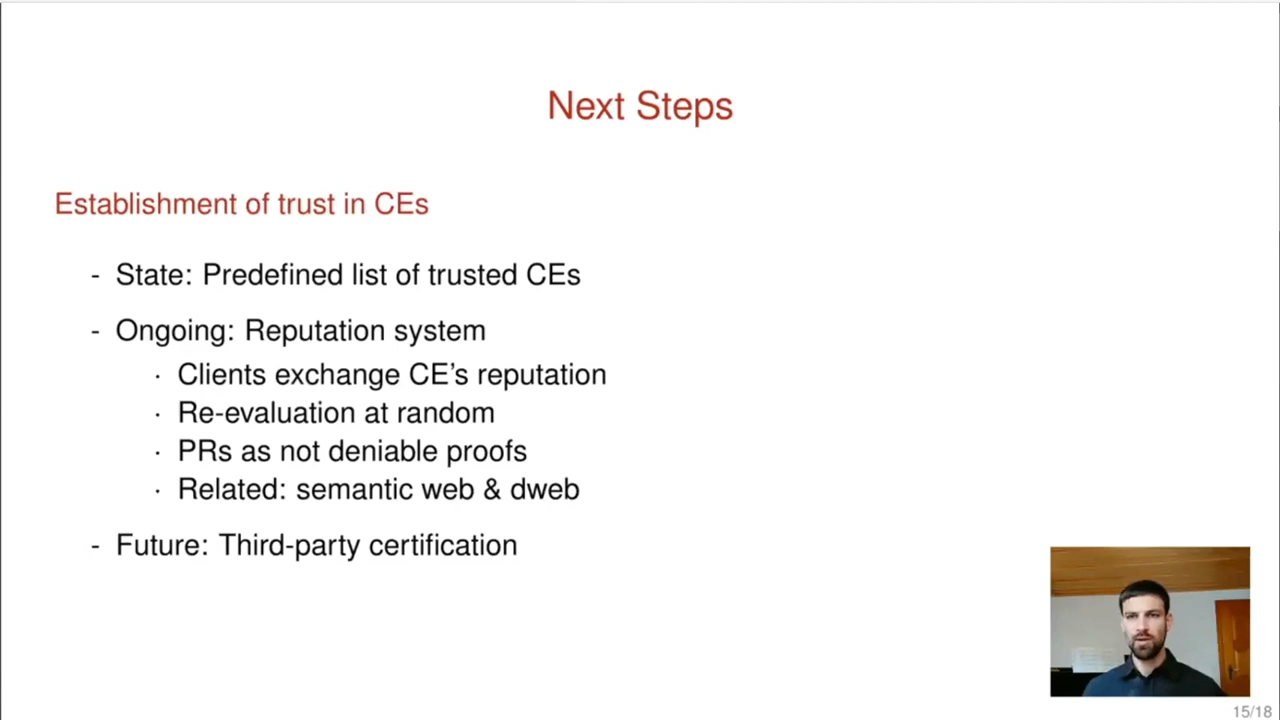 Next Steps
Establishment of trust in CEs
- State: Predefined list of trusted CEs
- Ongoing: Reputation system
· Clients exchange CE’s reputation
· Re-evaluation at random
· PRs as not deniable proofs
· Related: semantic web & dweb
- Future: Third-party certification
15/18